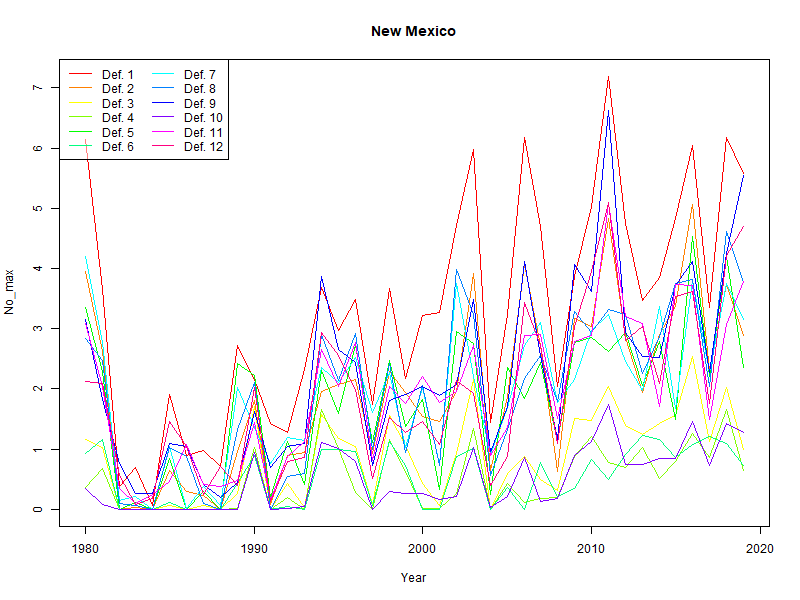 New Mexico
No_max
7
6
5
4
3
2
1
0
Def. 1 Def. 7
Def. 2 Def. 8
Def. 3 Def. 9
Def. 4 Def. 10
Def. 5 Def. 11
Def. 6 Def. 12
1980 1990 2000 2010 2020
Year